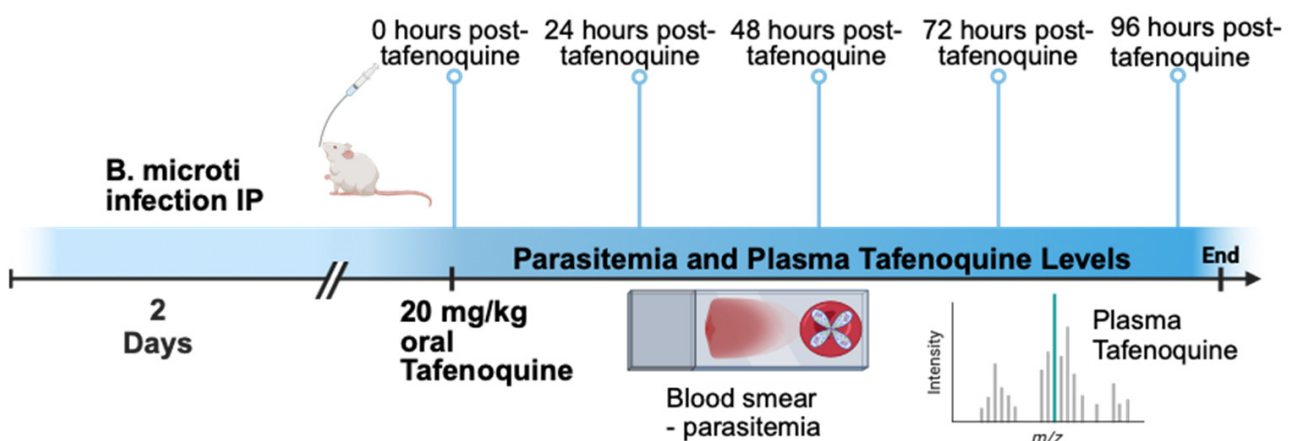 0 hours post-
tafenoquine
24 hours post-
tafenoquine
48 hours post-
tafenoquine
72 hours post-
tafenoquine
96 hours post-
tafenoquine
B. microti
infection IP
Parasitemia and Plasma Tafenoquine Levels
End
2
Days
20 mg/kg
oral
Tafenoquine
Blood smear
- parasitemia
Intensity
m/z
Plasma
Tafenoquine